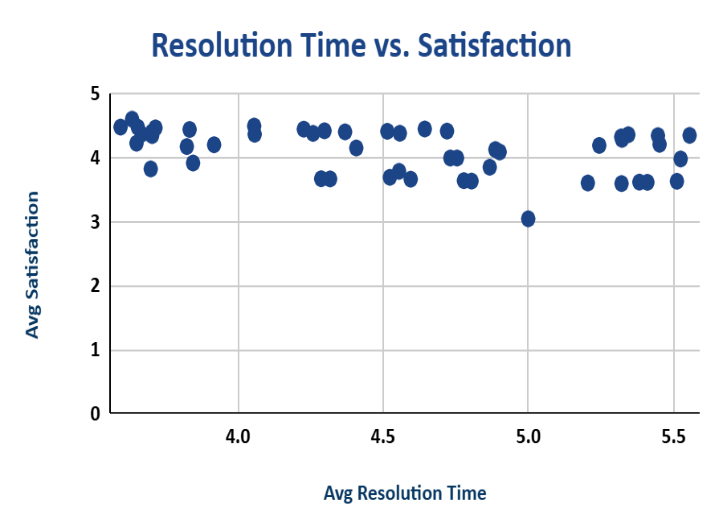 Resolution Time vs. Satisfaction
5
4
3
2
1
0
Avg Satisfaction
4.0 4.5 5.0 5.5
Avg Resolution Time